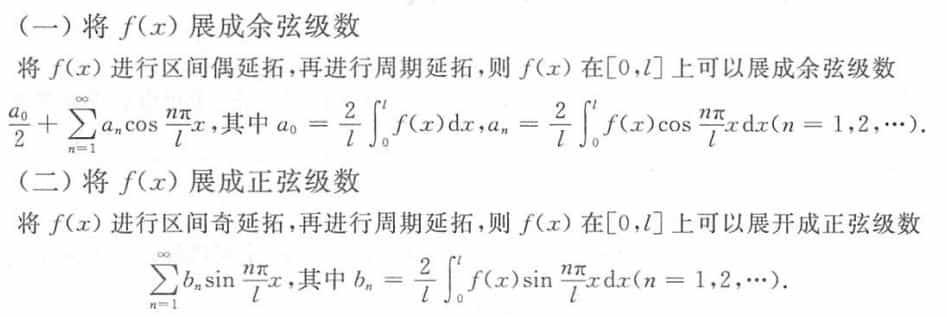 (一)将 f(x) 展成余弦级数
将 f(x) 进行区间偶延拓,再进行周期延拓,则 f(x) 在[0,l] 上可以展成余弦级数
$\frac{a_0}{2}+\sum_{n=1}^{\infty}a_n\cos\frac{n\pi}{l}x$,其中 $a_0=\frac{2}{l}\int_0^l f(x)\mathrm{d}x,a_n=\frac{2}{l}\int_0^l f(x)\cos\frac{n\pi}{l}x\mathrm{d}x(n=1,2,\cdots)$.
(二)将 f(x) 展成正弦级数
将 f(x) 进行区间奇延拓,再进行周期延拓,则 f(x) 在[0,l] 上可以展开成正弦级数
$\sum_{n=1}^{\infty}b_n\sin\frac{n\pi}{l}x$,其中 $b_n=\frac{2}{l}\int_0^l f(x)\sin\frac{n\pi}{l}x\mathrm{d}x(n=1,2,\cdots)$.